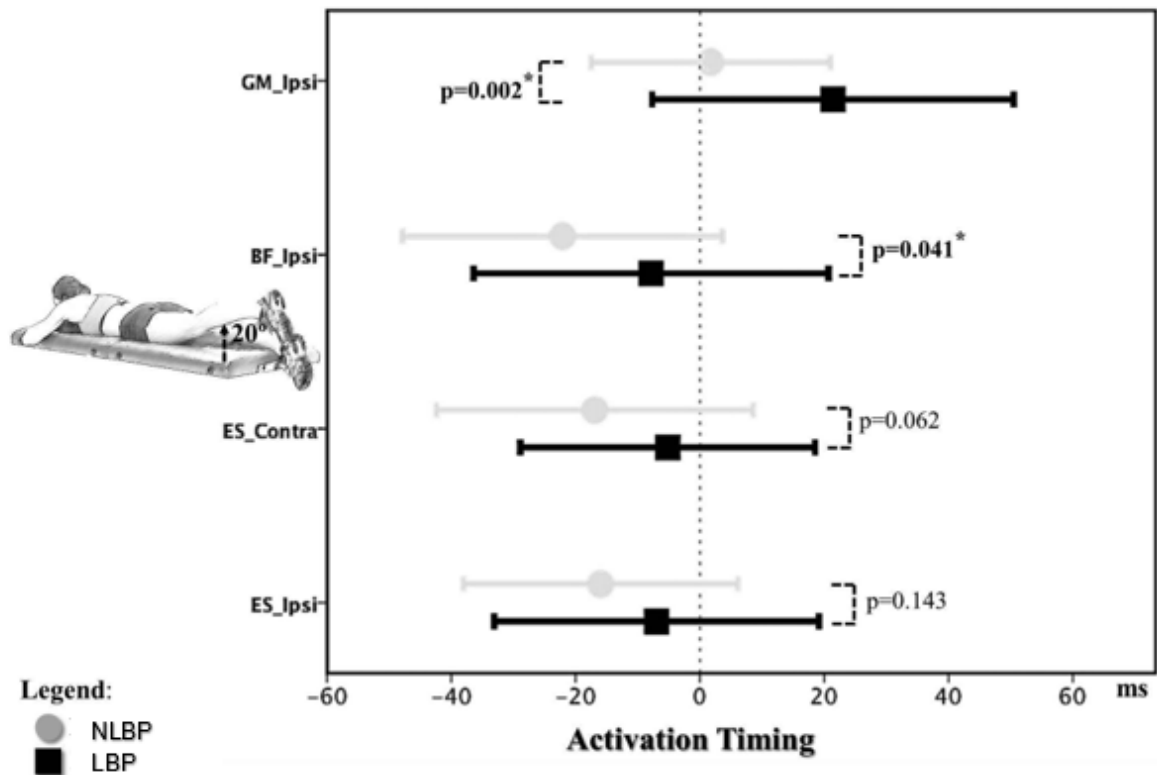 GM_Ipsi
p=0.002*
BF_Ipsi
p=0.041*
20°
ES_Contra
p=0.062
ES_Ipsi
p=0.143
-60 -40 -20 0 20 40 60 ms
Activation Timing
Legend:
NLBP
LBP